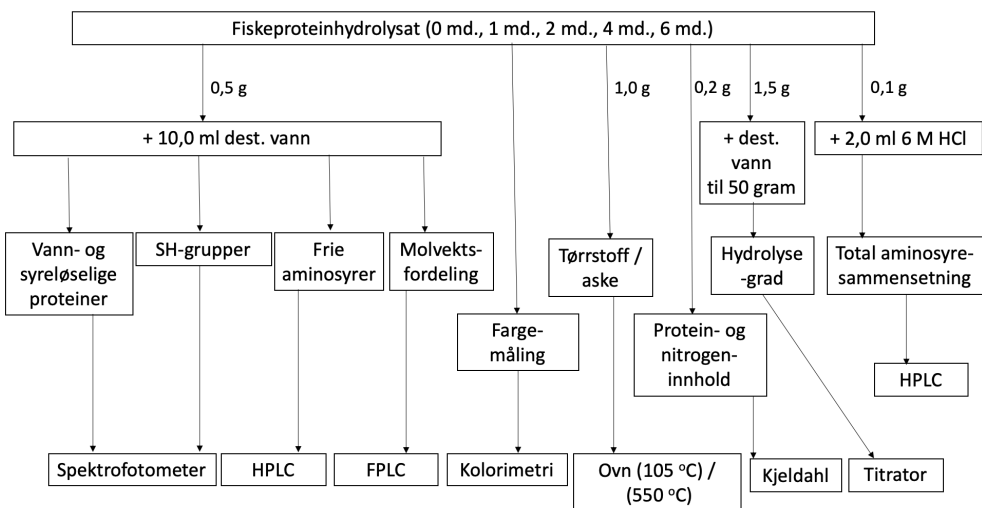 Fiskeproteinhydrolysat (0 md., 1 md., 2 md., 4 md., 6 md.)
0,5 g
1,0 g
0,2 g
1,5 g
0,1 g
+ 10,0 ml dest. vann
+ dest.
vann
til 50 gram
+ 2,0 ml 6 M HCl
Vann- og
syreløselige
proteiner
SH-grupper
Frie
aminosyrer
Molvekts-
fordeling
Tørrstoff /
aske
Hydrolyse
-grad
Total aminosyre-
sammensetning
Farge-
måling
Protein- og
nitrogen-
innhold
HPLC
Spektrofotometer
HPLC
FPLC
Kolorimetri
Ovn (105 °C) /
(550 °C)
Kjeldahl
Titrator